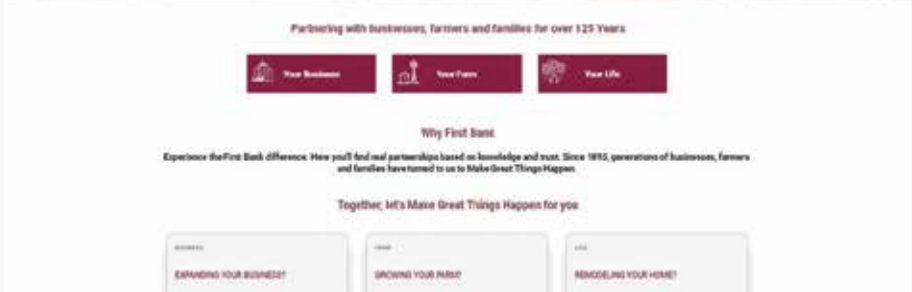 Partnering with businesses, farmers and families for over 125 Years
Your Business
Your Farm
Your Life
Why First Bank
Experience the First Bank difference. Here you'll find real partnerships based on knowledge and trust. Since 1893, generations of businesses, farmers
and families have turned to us to Make Great Things Happen
Together, let's Make Great Things Happen for you
BUSINESS
FARM
LIFE
EXPANDING YOUR BUSINESS?
GROWING YOUR FARM?
REMODELING YOUR HOME?